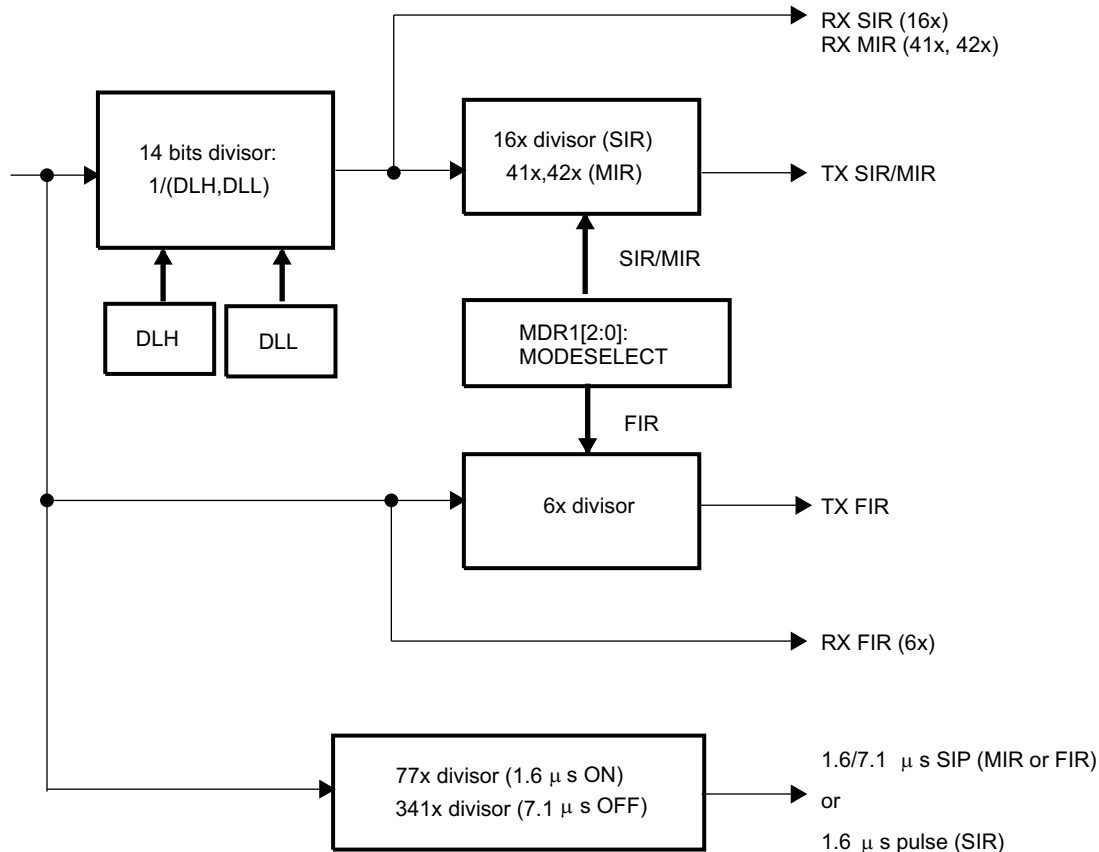 RX SIR (16x)
RX MIR (41x, 42x)
14 bits divisor:
1/(DLH,DLL)
16x divisor (SIR)
41x,42x (MIR)
TX SIR/MIR
SIR/MIR
DLH
DLL
MDR1[2:0]:
MODESELECT
FIR
6x divisor
TX FIR
RX FIR (6x)
77x divisor (1.6 μ s ON)
341x divisor (7.1 μ s OFF)
1.6/7.1 μ s SIP (MIR or FIR)
or
1.6 μ s pulse (SIR)